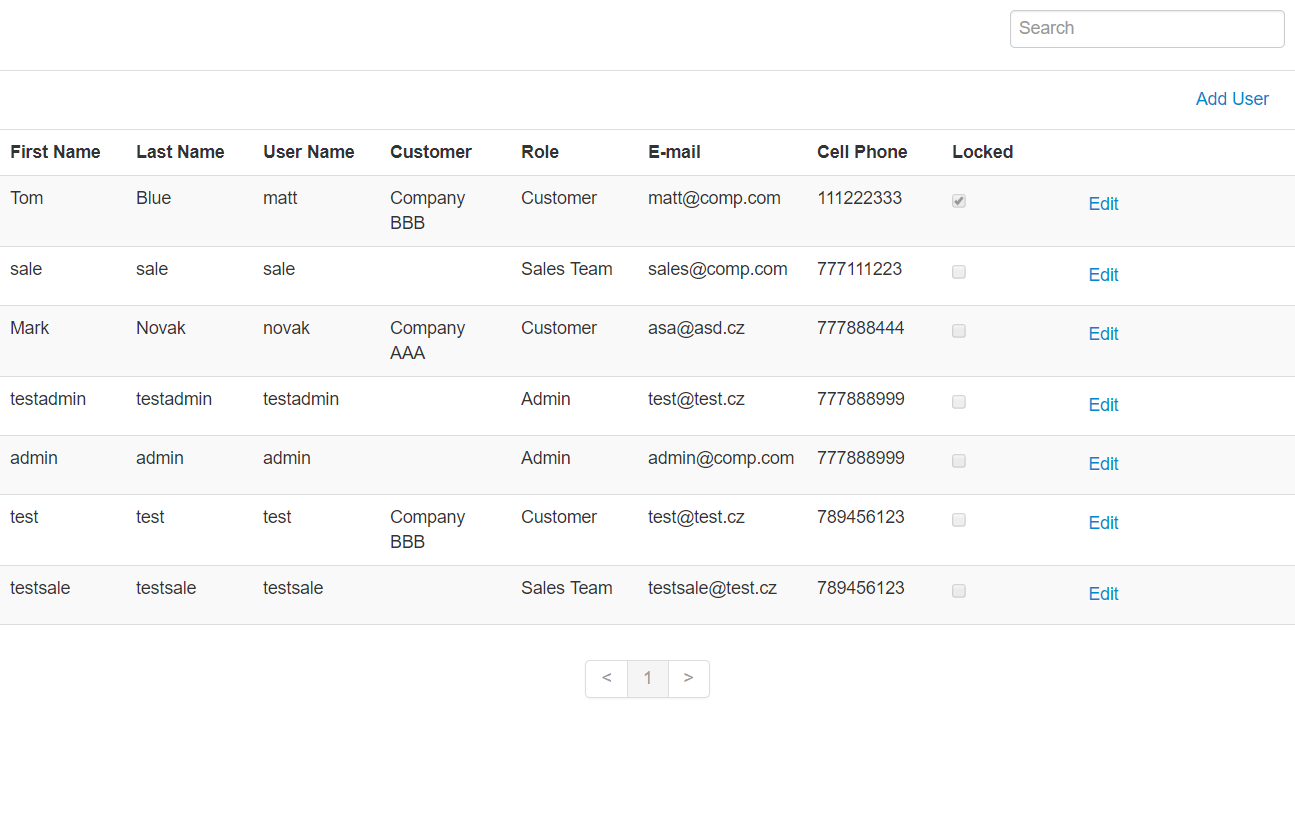 Search
Add User
First Name Last Name User Name Customer Role E-mail Cell Phone Locked
Tom Blue matt Company BBB Customer matt@comp.com 111222333 Edit
sale sale sale Sales Team sales@comp.com 777111223 Edit
Mark Novak novak Company AAA Customer asa@asd.cz 777888444 Edit
testadmin testadmin testadmin Admin test@test.cz 777888999 Edit
admin admin admin Admin admin@comp.com 777888999 Edit
test test test Company BBB Customer test@test.cz 789456123 Edit
testsale testsale testsale Sales Team testsale@test.cz 789456123 Edit
< 1 >